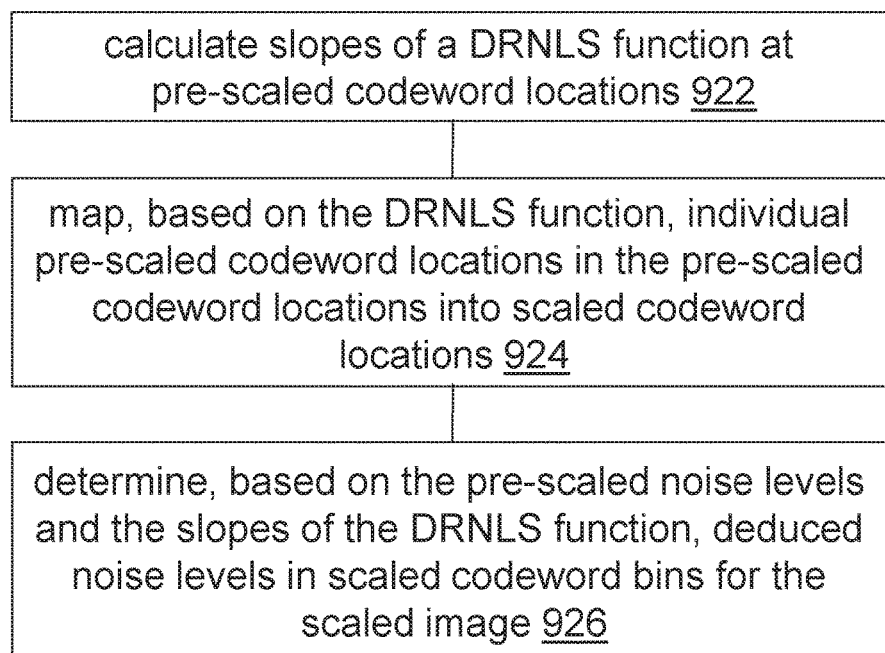 calculate slopes of a DRNLS function at
pre-scaled codeword locations 922
map, based on the DRNLS function, individual
pre-scaled codeword locations in the pre-scaled
codeword locations into scaled codeword
locations 924
determine, based on the pre-scaled noise levels
and the slopes of the DRNLS function, deduced
noise levels in scaled codeword bins for the
scaled image 926